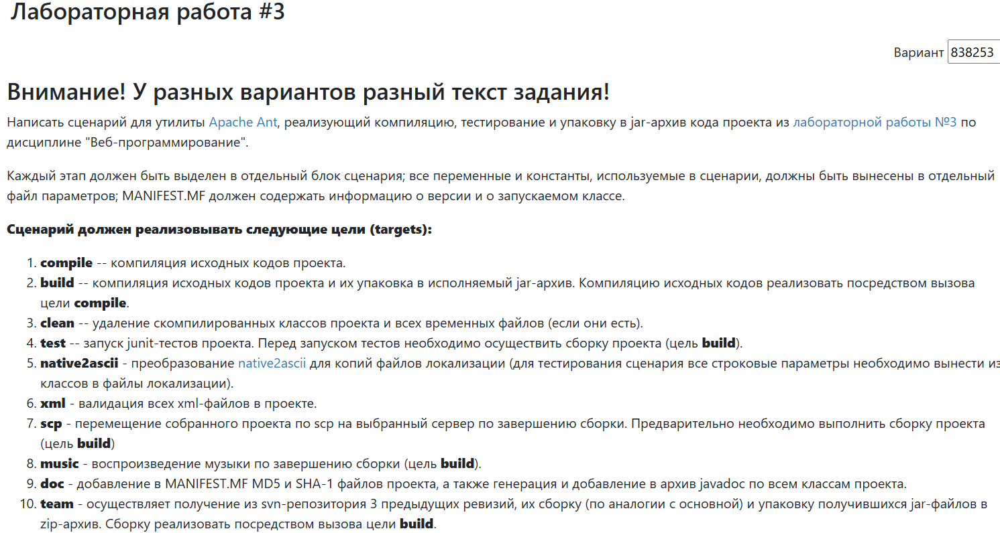 Лабораторная работа #3
Вариант 838253
Внимание! У разных вариантов разный текст задания!
Написать сценарий для утилиты Apache Ant, реализующий компиляцию, тестирование и упаковку в jar-архив кода проекта из лабораторной работы №3 по
дисциплине "Веб-программирование".
Каждый этап должен быть выделен в отдельный блок сценария; все переменные и константы, используемые в сценарии, должны быть вынесены в отдельный
файл параметров; MANIFEST.MF должен содержать информацию о версии и о запускаемом классе.
Сценарий должен реализовывать следующие цели (targets):
1. compile -- компиляция исходных кодов проекта.
2. build -- компиляция исходных кодов проекта и их упаковка в исполняемый jar-архив. Компиляцию исходных кодов реализовать посредством вызова
цели compile.
3. clean -- удаление скомпилированных классов проекта и всех временных файлов (если они есть).
4. test -- запуск junit-тестов проекта. Перед запуском тестов необходимо осуществить сборку проекта (цель build).
5. native2ascii - преобразование native2ascii для копий файлов локализации (для тестирования сценария все строковые параметры необходимо вынести из
классов в файлы локализации).
6. xml - валидация всех xml-файлов в проекте.
7. scp - перемещение собранного проекта по scp на выбранный сервер по завершению сборки. Предварительно необходимо выполнить сборку проекта
(цель build)
8. music - воспроизведение музыки по завершению сборки (цель build).
9. doc - добавление в MANIFEST.MF MD5 и SHA-1 файлов проекта, а также генерация и добавление в архив javadoc по всем классам проекта.
10. team - осуществляет получение из svn-репозитория 3 предыдущих ревизий, их сборку (по аналогии с основной) и упаковку получившихся jar-файлов в
zip-архив. Сборку реализовать посредством вызова цели build.